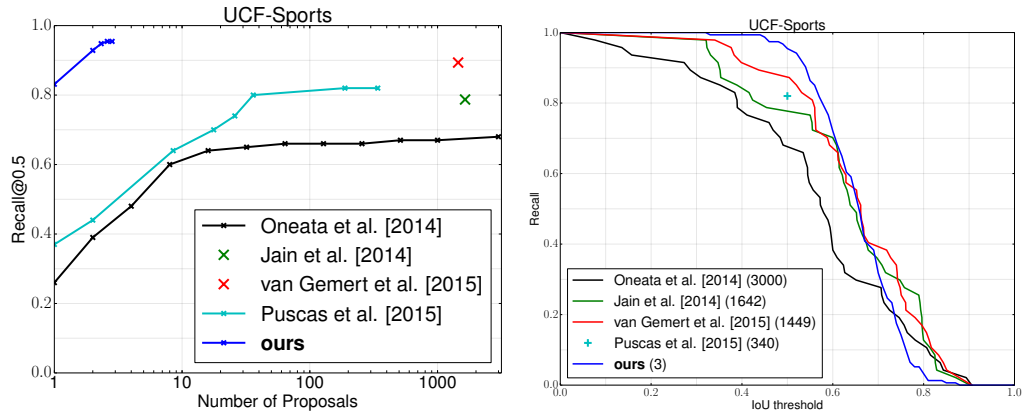 UCF-Sports
1.0
0.8
0.6
0.4
0.2
0.0
Recall@0.5
1
10
100
1000
Number of Proposals
Oneata et al. [2014]
Jain et al. [2014]
van Gemert et al. [2015]
Puscas et al. [2015]
ours
UCF-Sports
1.0
0.8
0.6
0.4
0.2
0.0
Recall
0.0
0.2
0.4
0.6
0.8
1.0
IoU threshold
Oneata et al. [2014] (3000)
Jain et al. [2014] (1642)
van Gemert et al. [2015] (1449)
Puscas et al. [2015] (340)
ours (3)